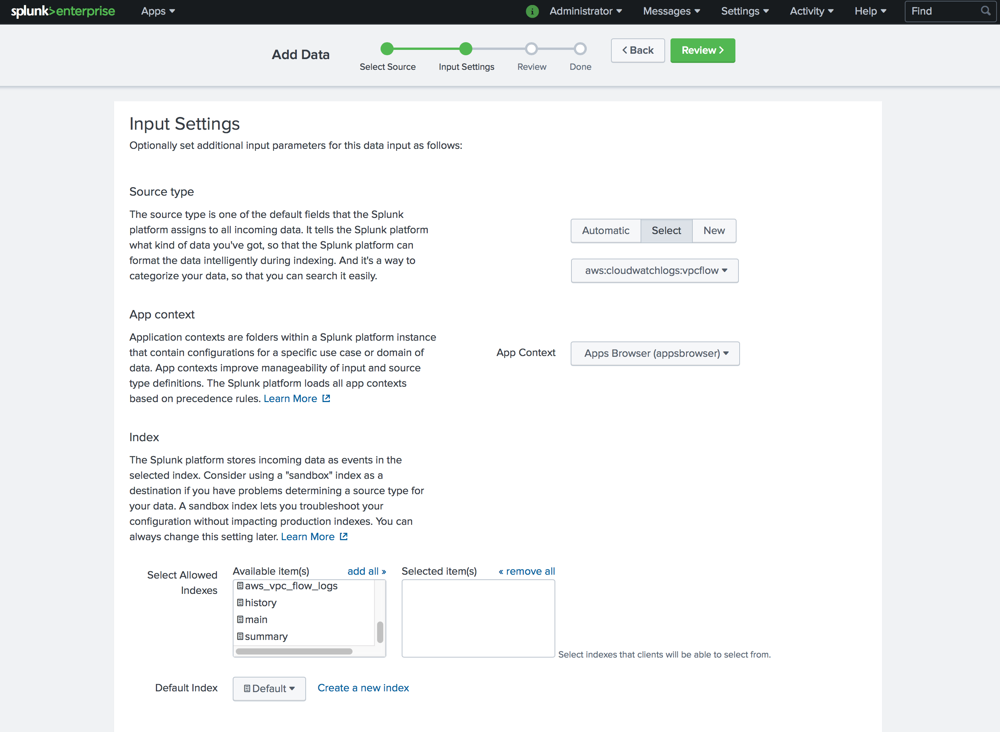 splunk>enterprise Apps i Administrator Messages Settings Activity Help Find
Add Data
Select Source Input Settings Review Done
< Back Review >
Input Settings
Optionally set additional input parameters for this data input as follows:
Source type
The source type is one of the default fields that the Splunk
platform assigns to all incoming data. It tells the Splunk platform
what kind of data you've got, so that the Splunk platform can
format the data intelligently during indexing. And it's a way to
categorize your data, so that you can search it easily.
Automatic Select New
aws:cloudwatchlogs:vpcflow
App context
Application contexts are folders within a Splunk platform instance
that contain configurations for a specific use case or domain of
data. App contexts improve manageability of input and source
type definitions. The Splunk platform loads all app contexts
based on precedence rules. Learn More
App Context Apps Browser (appsbrowser)
Index
The Splunk platform stores incoming data as events in the
selected index. Consider using a "sandbox" index as a
destination if you have problems determining a source type for
your data. A sandbox index lets you troubleshoot your
configuration without impacting production indexes. You can
always change this setting later. Learn More
Select Allowed
Indexes
Available item(s) add all »
aws_vpc_flow_logs
history
main
summary
Selected item(s) « remove all
Select indexes that clients will be able to select from.
Default Index Default Create a new index